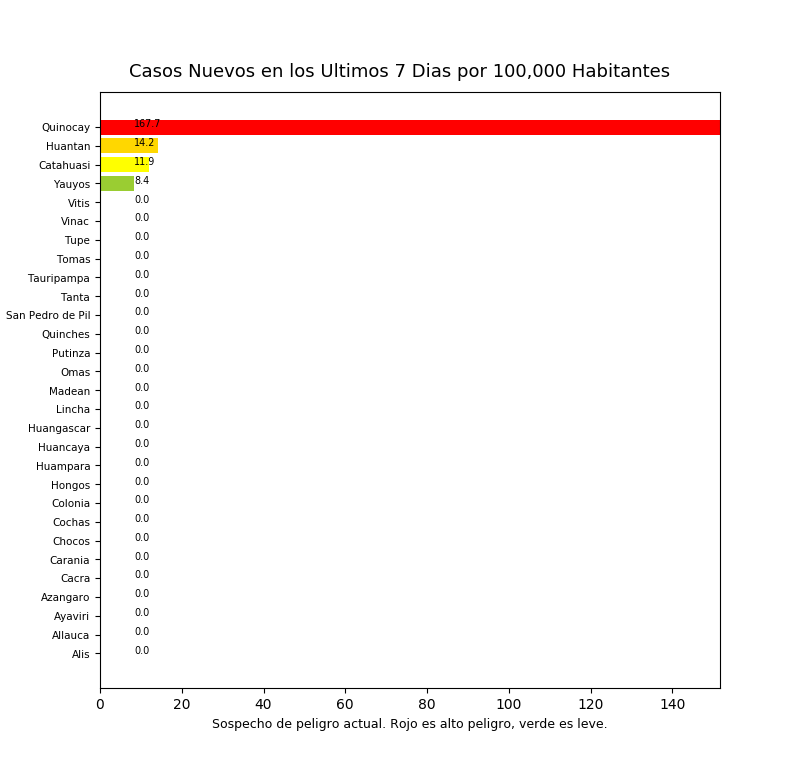 Casos Nuevos en los Ultimos 7 Dias por 100,000 Habitantes
Quinocay 167.7
Huantan 14.2
Catahuasi 11.9
Yauyos 8.4
Vitis 0.0
Vinac 0.0
Tupe 0.0
Tomas 0.0
Tauripampa 0.0
Tanta 0.0
San Pedro de Pil 0.0
Quinches 0.0
Putinza 0.0
Omas 0.0
Madean 0.0
Lincha 0.0
Huangascar 0.0
Huancaya 0.0
Huampara 0.0
Hongos 0.0
Colonia 0.0
Cochas 0.0
Chocos 0.0
Carania 0.0
Cacra 0.0
Azangaro 0.0
Ayaviri 0.0
Allauca 0.0
Alis 0.0
0 20 40 60 80 100 120 140
Sospecho de peligro actual. Rojo es alto peligro, verde es leve.